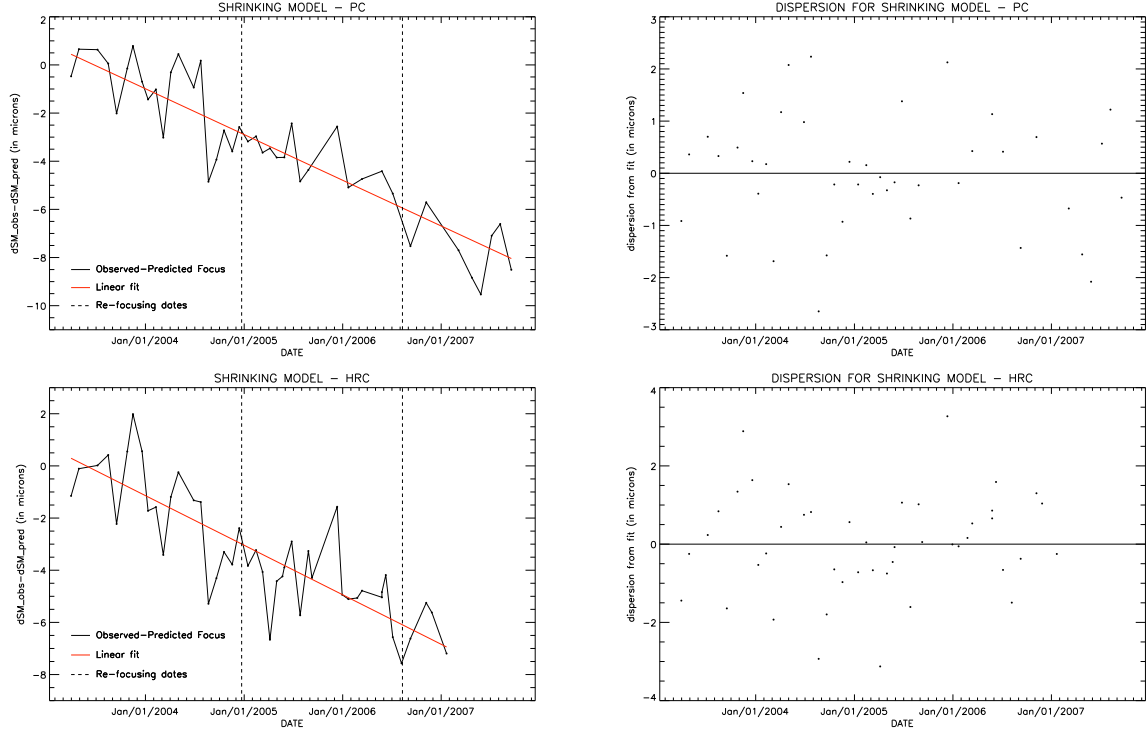 SHRINKING MODEL - PC
dSM_obs-dSM_pred (in microns)
2
0
-2
-4
-6
-8
-10
Observed-Predicted Focus
Linear fit
Re-focusing dates
Jan/01/2004 Jan/01/2005 Jan/01/2006 Jan/01/2007
DATE
DISPERSION FOR SHRINKING MODEL - PC
dispersion from fit (in microns)
3
2
1
0
-1
-2
-3
Jan/01/2004 Jan/01/2005 Jan/01/2006 Jan/01/2007
DATE
SHRINKING MODEL - HRC
dSM_obs-dSM_pred (in microns)
2
0
-2
-4
-6
-8
Observed-Predicted Focus
Linear fit
Re-focusing dates
Jan/01/2004 Jan/01/2005 Jan/01/2006 Jan/01/2007
DATE
DISPERSION FOR SHRINKING MODEL - HRC
dispersion from fit (in microns)
4
2
0
-2
-4
Jan/01/2004 Jan/01/2005 Jan/01/2006 Jan/01/2007
DATE